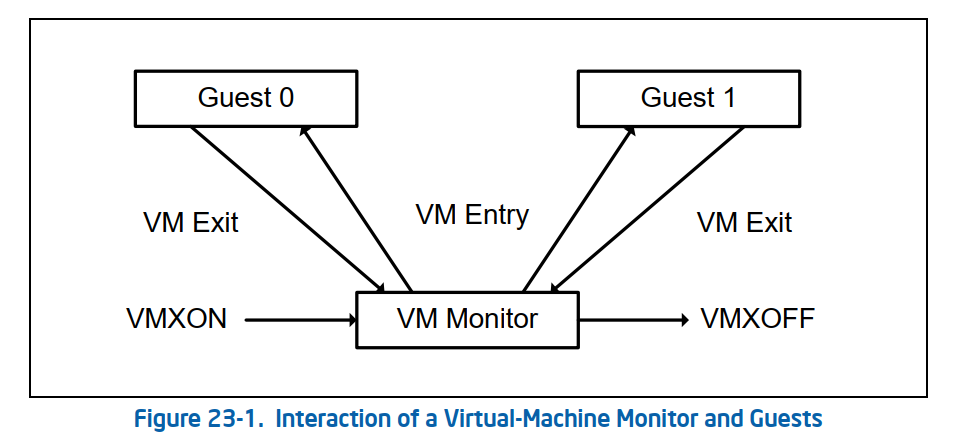 Guest 0
Guest 1
VM Exit
VM Entry
VM Exit
VMXON
VM Monitor
VMXOFF
Figure 23-1. Interaction of a Virtual-Machine Monitor and Guests